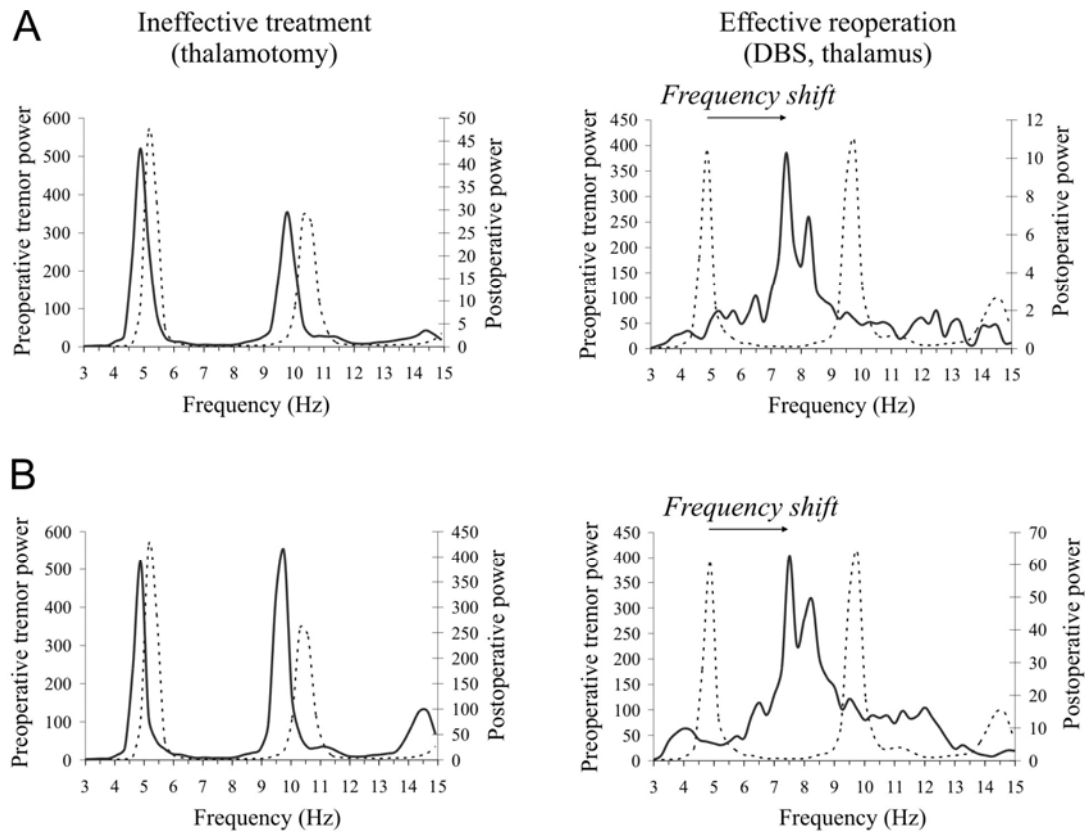 A
Ineffective treatment
(thalamotomy)
Effective reoperation
(DBS, thalamus)
Preoperative tremor power
600
500
400
300
200
100
0
50
45
40
35
30
25
20
15
10
5
0
Postoperative power
3 4 5 6 7 8 9 10 11 12 13 14 15
Frequency (Hz)
Frequency shift
Preoperative tremor power
450
400
350
300
250
200
150
100
50
0
12
10
8
6
4
2
0
Postoperative power
3 4 5 6 7 8 9 10 11 12 13 14 15
Frequency (Hz)
B
Preoperative tremor power
600
500
400
300
200
100
0
450
400
350
300
250
200
150
100
50
0
Postoperative power
3 4 5 6 7 8 9 10 11 12 13 14 15
Frequency (Hz)
Frequency shift
Preoperative tremor power
450
400
350
300
250
200
150
100
50
0
70
60
50
40
30
20
10
0
Postoperative power
3 4 5 6 7 8 9 10 11 12 13 14 15
Frequency (Hz)